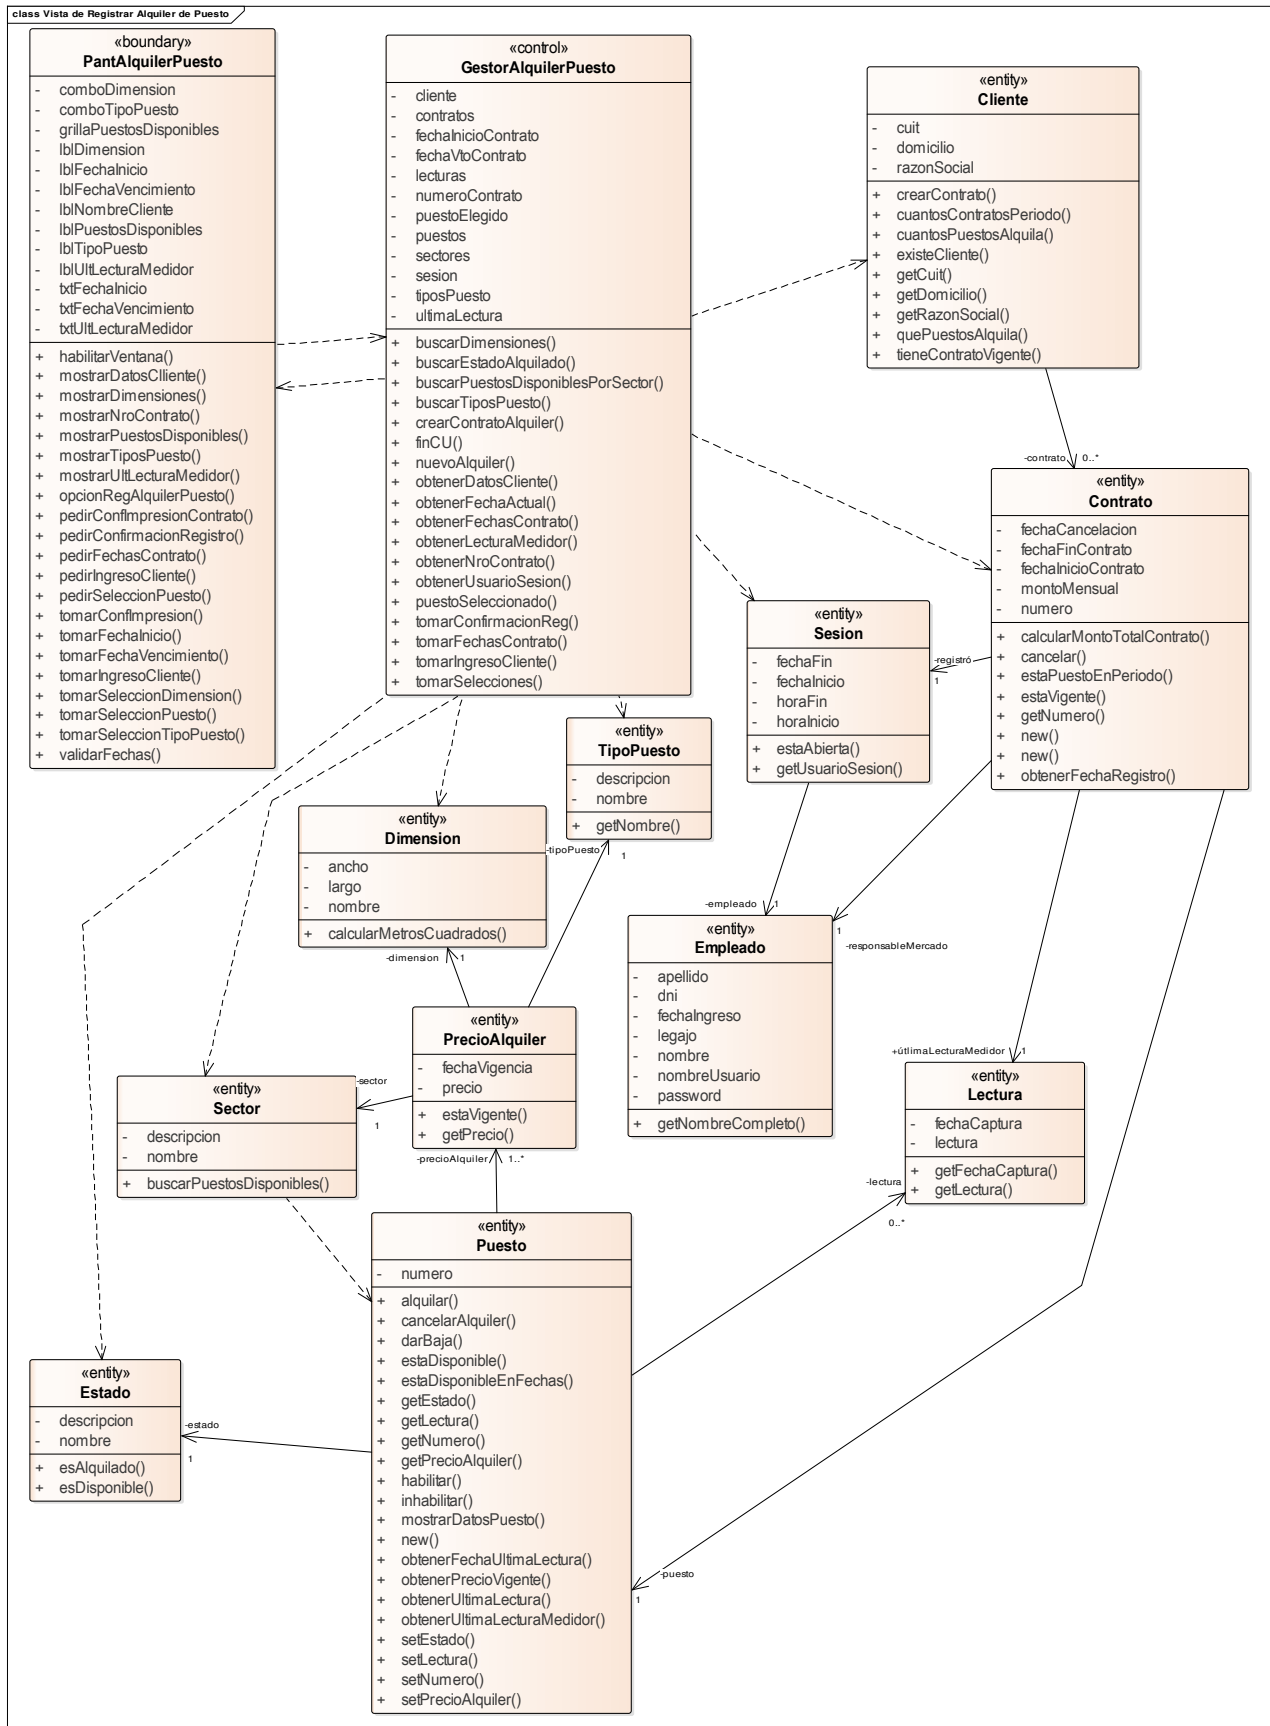 class Vista de Registrar Alquiler de Puesto
«boundary»
PantAlquilerPuesto
- comboDimension
- comboTipoPuesto
- grillaPuestosDisponibles
- lblDimension
- lblFechaInicio
- lblFechaVencimiento
- lblNombreCliente
- lblPuestosDisponibles
- lblTipoPuesto
- lblUltLecturaMedidor
- txtFechaInicio
- txtFechaVencimiento
- txtUltLecturaMedidor
+ habilitarVentana()
+ mostrarDatosClliente()
+ mostrarDimensiones()
+ mostrarNroContrato()
+ mostrarPuestosDisponibles()
+ mostrarTiposPuesto()
+ mostrarUltLecturaMedidor()
+ opcionRegAlquilerPuesto()
+ pedirConfImpresionContrato()
+ pedirConfirmacionRegistro()
+ pedirFechasContrato()
+ pedirIngresoCliente()
+ pedirSeleccionPuesto()
+ tomarConfImpresion()
+ tomarFechaInicio()
+ tomarFechaVencimiento()
+ tomarIngresoCliente()
+ tomarSeleccionDimension()
+ tomarSeleccionPuesto()
+ tomarSeleccionTipoPuesto()
+ validarFechas()
«control»
GestorAlquilerPuesto
- cliente
- contratos
- fechaInicioContrato
- fechaVtoContrato
- lecturas
- numeroContrato
- puestoElegido
- puestos
- sectores
- sesion
- tiposPuesto
- ultimaLectura
+ buscarDimensiones()
+ buscarEstadoAlquilado()
+ buscarPuestosDisponiblesPorSector()
+ buscarTiposPuesto()
+ crearContratoAlquiler()
+ finCU()
+ nuevoAlquiler()
+ obtenerDatosCliente()
+ obtenerFechaActual()
+ obtenerFechasContrato()
+ obtenerLecturaMedidor()
+ obtenerNroContrato()
+ obtenerUsuarioSesion()
+ puestoSeleccionado()
+ tomarConfirmacionReg()
+ tomarFechasContrato()
+ tomarIngresoCliente()
+ tomarSelecciones()
«entity»
Cliente
- cuit
- domicilio
- razonSocial
+ crearContrato()
+ cuantosContratosPeriodo()
+ cuantosPuestosAlquila()
+ existeCliente()
+ getCuit()
+ getDomicilio()
+ getRazonSocial()
+ quePuestosAlquila()
+ tieneContratoVigente()
-contrato 0..*
«entity»
Contrato
- fechaCancelacion
- fechaFinContrato
- fechaInicioContrato
- montoMensual
- numero
+ calcularMontoTotalContrato()
+ cancelar()
+ estaPuestoEnPeriodo()
+ estaVigente()
+ getNumero()
+ new()
+ new()
+ obtenerFechaRegistro()
-registró
1
«entity»
Sesion
- fechaFin
- fechaInicio
- horaFin
- horaInicio
+ estaAbierta()
+ getUsuarioSesion()
«entity»
TipoPuesto
- descripcion
- nombre
+ getNombre()
-tipoPuesto
1
«entity»
Dimension
- ancho
- largo
- nombre
+ calcularMetrosCuadrados()
-dimension 1
-empleado 1
«entity»
Empleado
- apellido
- dni
- fechaIngreso
- legajo
- nombre
- nombreUsuario
- password
+ getNombreCompleto()
1
-responsableMercado
«entity»
PrecioAlquiler
- fechaVigencia
- precio
+ estaVigente()
+ getPrecio()
-precioAlquiler 1..*
-sector
1
«entity»
Sector
- descripcion
- nombre
+ buscarPuestosDisponibles()
+útlimaLecturaMedidor 1
«entity»
Lectura
- fechaCaptura
- lectura
+ getFechaCaptura()
+ getLectura()
-lectura
0..*
«entity»
Puesto
- numero
+ alquilar()
+ cancelarAlquiler()
+ darBaja()
+ estaDisponible()
+ estaDisponibleEnFechas()
+ getEstado()
+ getLectura()
+ getNumero()
+ getPrecioAlquiler()
+ habilitar()
+ inhabilitar()
+ mostrarDatosPuesto()
+ new()
+ obtenerFechaUltimaLectura()
+ obtenerPrecioVigente()
+ obtenerUltimaLectura()
+ obtenerUltimaLecturaMedidor()
+ setEstado()
+ setLectura()
+ setNumero()
+ setPrecioAlquiler()
-puesto
1
«entity»
Estado
- descripcion
- nombre
+ esAlquilado()
+ esDisponible()
-estado
1